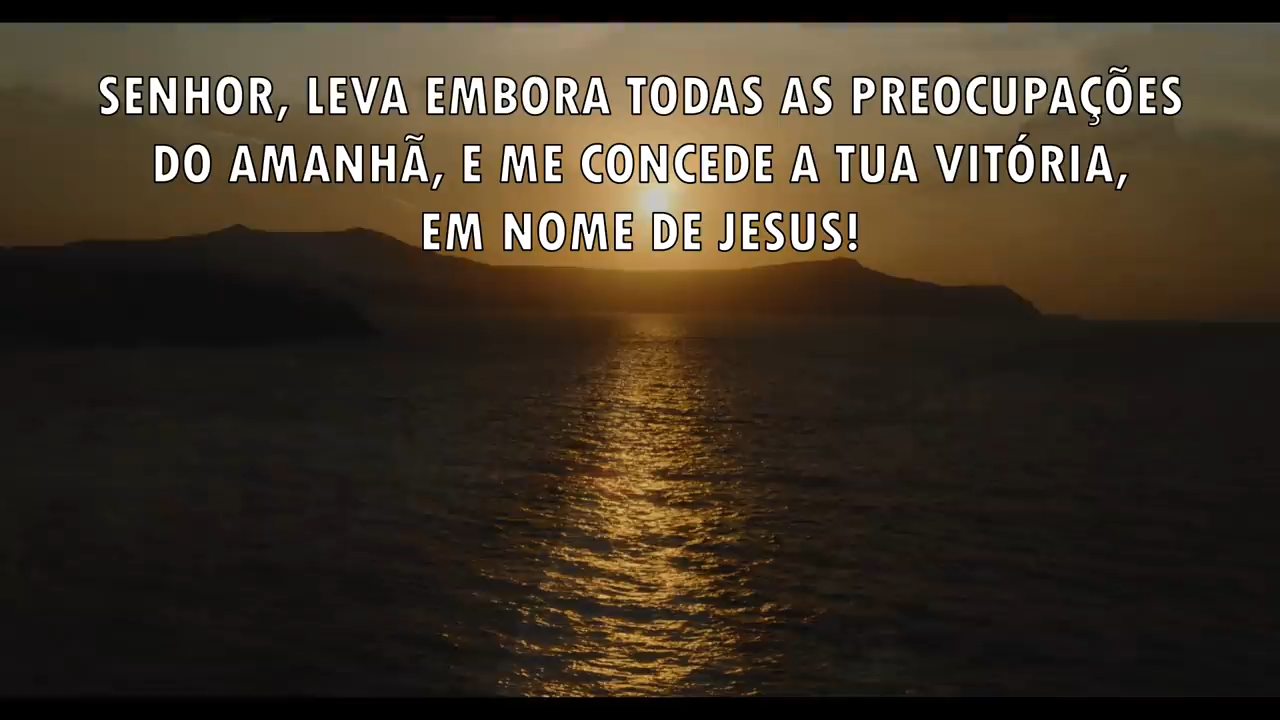 SENHOR, LEVA EMBORA TODAS AS PREOCUPAÇÕES
DO AMANHÃ, E ME CONCEDE A TUA VITÓRIA,
EM NOME DE JESUS!